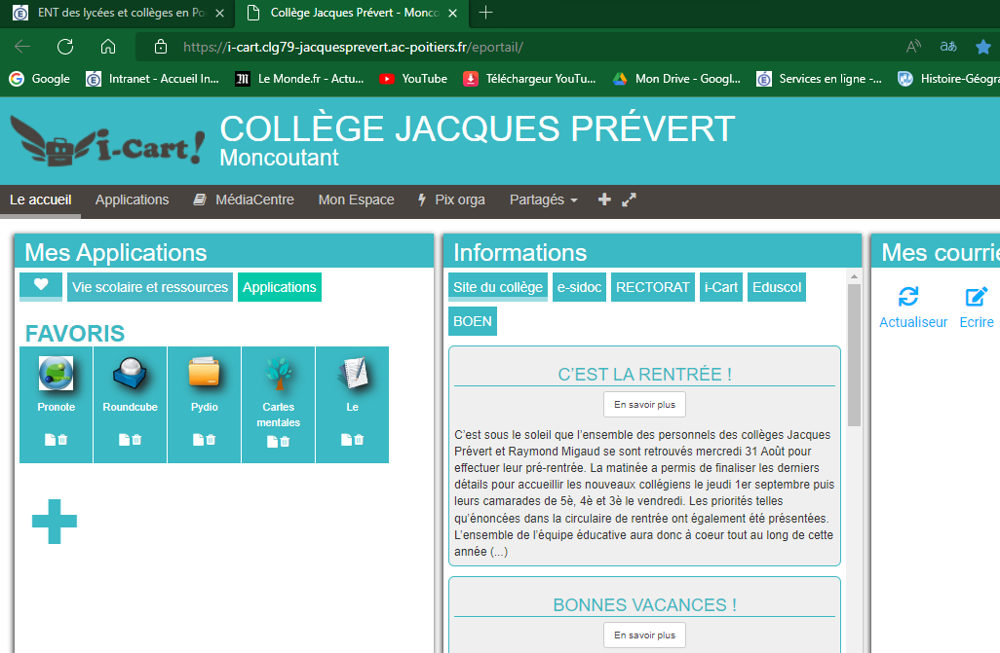 ENT des lycées et collèges en Po
Collège Jacques Prévert - Monco
https://i-cart.clg79-jacquesprevert.ac-poitiers.fr/eportail/
Google
Intranet - Accueil In...
Le Monde.fr - Actu...
YouTube
Téléchargeur YouTu...
Mon Drive - Googl...
Services en ligne -...
Histoire-Géogra
i-Cart!
COLLÈGE JACQUES PRÉVERT
Moncoutant
Le accueil
Applications
MédiaCentre
Mon Espace
Pix orga
Partagés
Mes Applications
Vie scolaire et ressources
Applications
FAVORIS
Pronote
Roundcube
Pydio
Cartes
mentales
Le
Informations
Site du collège
e-sidoc
RECTORAT
i-Cart
Eduscol
BOEN
C'EST LA RENTRÉE !
En savoir plus
C'est sous le soleil que l'ensemble des personnels des collèges Jacques
Prévert et Raymond Migaud se sont retrouvés mercredi 31 Août pour
effectuer leur pré-rentrée. La matinée a permis de finaliser les derniers
détails pour accueillir les nouveaux collégiens le jeudi 1er septembre puis
leurs camarades de 5è, 4è et 3è le vendredi. Les priorités telles
qu'énoncées dans la circulaire de rentrée ont également été présentées.
L'ensemble de l'équipe éducative aura donc à coeur tout au long de cette
année (...)
BONNES VACANCES !
En savoir plus
Mes courrie
Actualiseur
Ecrire